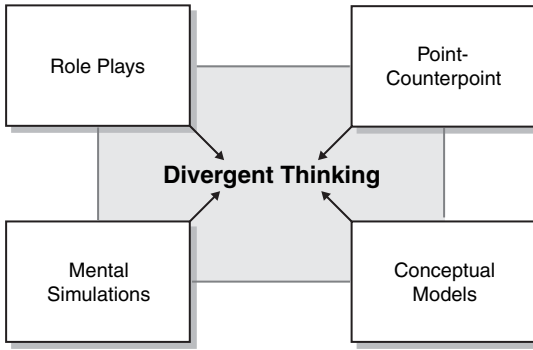 Role Plays
Point-
Counterpoint
Divergent Thinking
Mental
Simulations
Conceptual
Models